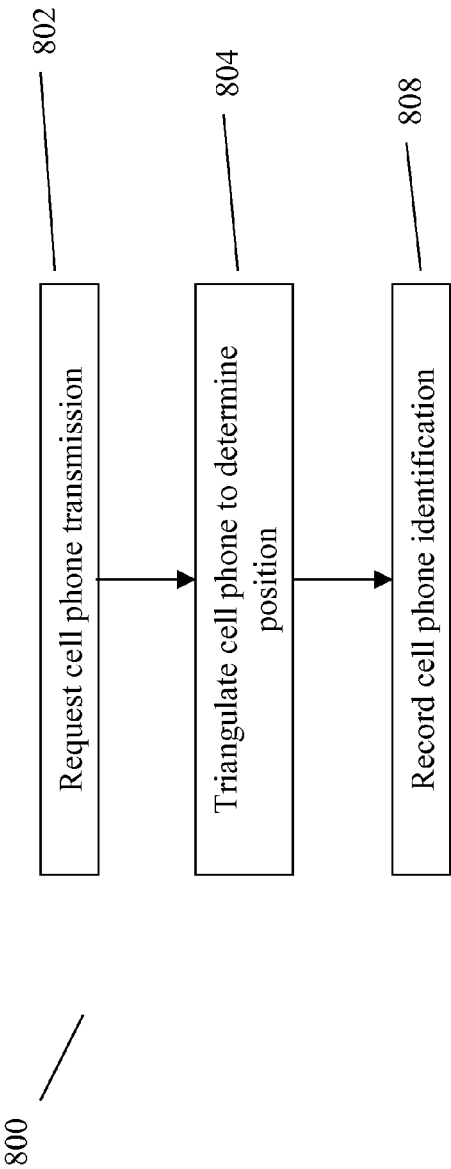 800
Request cell phone transmission
802
Triangulate cell phone to determine
position
804
Record cell phone identification
808